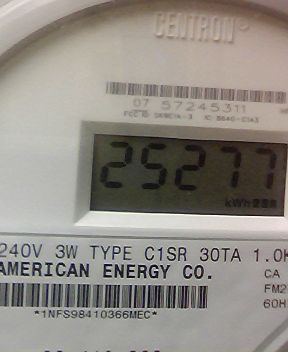 CENTRON®
07 57245311
25277
kWh
240V 3W TYPE C1SR 30TA 1.0K
AMERICAN ENERGY CO.
CA
FM2
60H
*1NFS98410366MEC*